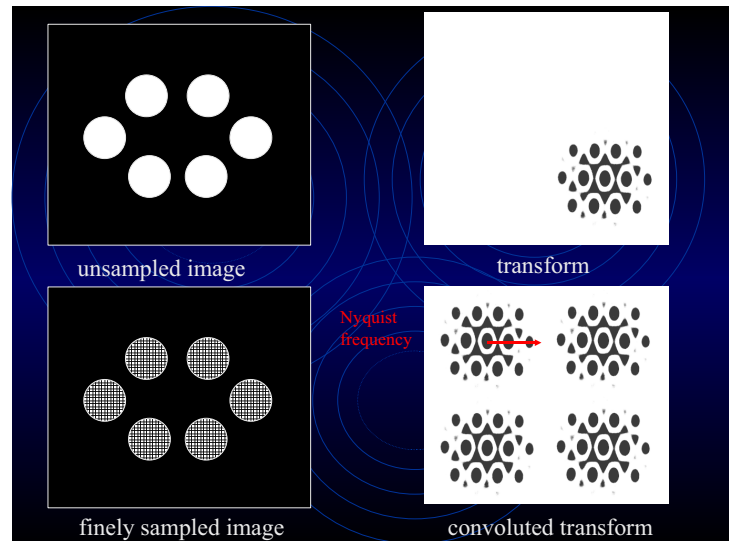 unsampled image
transform
Nyquist
frequency
finely sampled image
convoluted transform